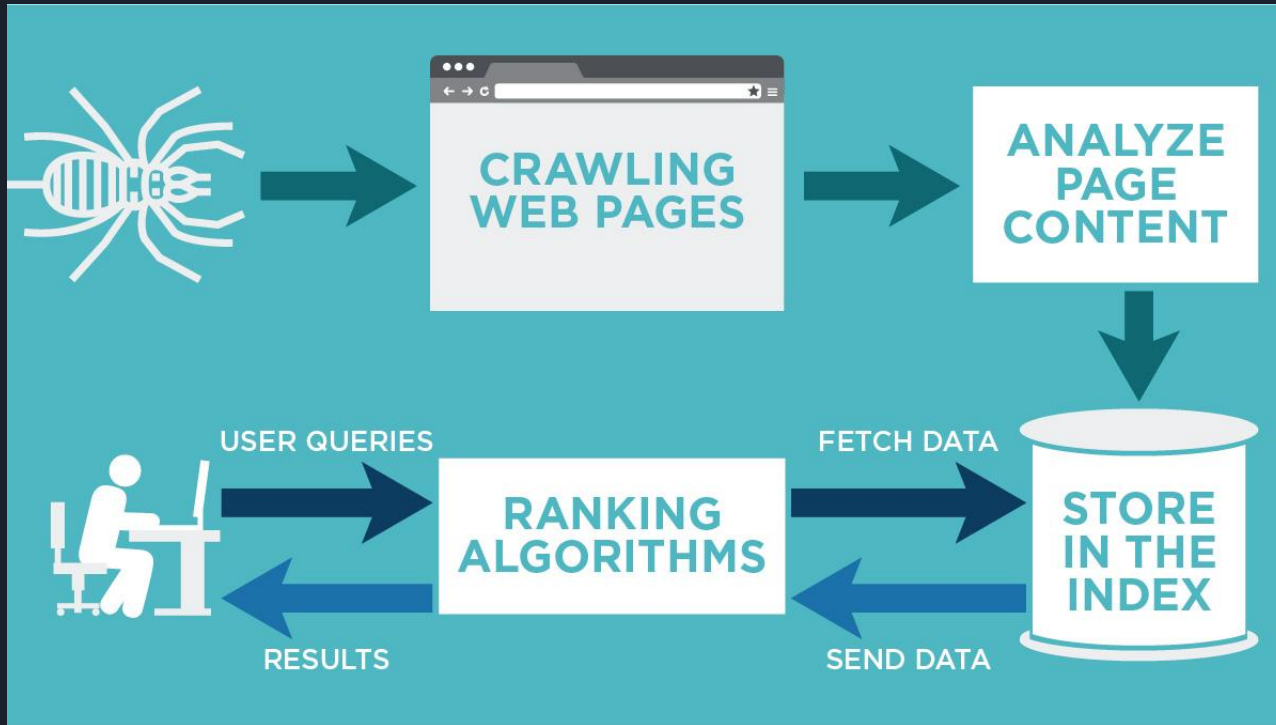 CRAWLING
WEB PAGES
ANALYZE
PAGE
CONTENT
USER QUERIES
FETCH DATA
RANKING
ALGORITHMS
STORE
IN THE
INDEX
RESULTS
SEND DATA